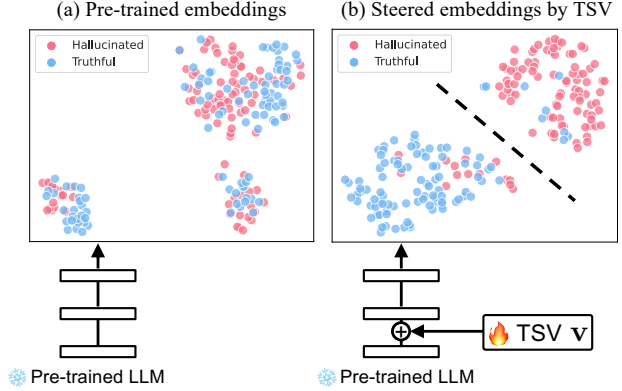 (a) Pre-trained embeddings
Hallucinated
Truthful
Pre-trained LLM
(b) Steered embeddings by TSV
Hallucinated
Truthful
TSV v
Pre-trained LLM